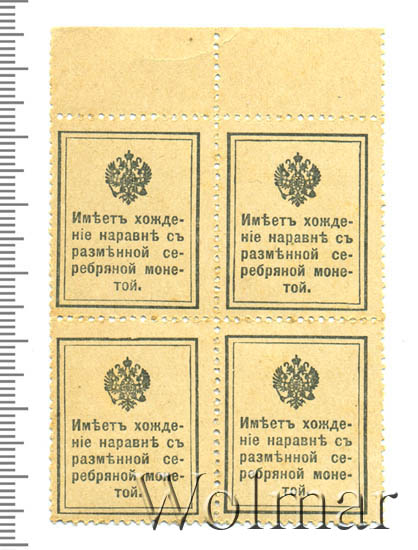 Имѣетъ хожде-
ніе наравнѣ съ
размѣнной се-
ребряной моне-
той.
Имѣетъ хожде-
ніе наравнѣ съ
размѣнной се-
ребряной моне-
той.
Имѣетъ хожде-
ніе наравнѣ съ
размѣнной се-
ребряной моне-
той.
Имѣетъ хожде-
ніе наравнѣ съ
размѣнной се-
ребряной моне-
той.
Wolmar